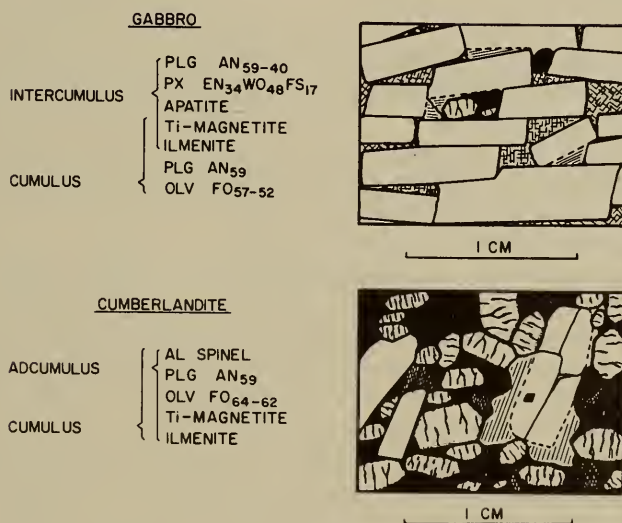 GABBRO
INTERCUMULUS
PLG AN59-40
PX EN34WO48FS17
APATITE
Ti-MAGNETITE
ILMENITE
CUMULUS
PLG AN59
OLV FO57-52
1 CM
CUMBERLANDITE
ADCUMULUS
AL SPINEL
PLG AN59
OLV FO64-62
CUMULUS
Ti-MAGNETITE
ILMENITE
1 CM